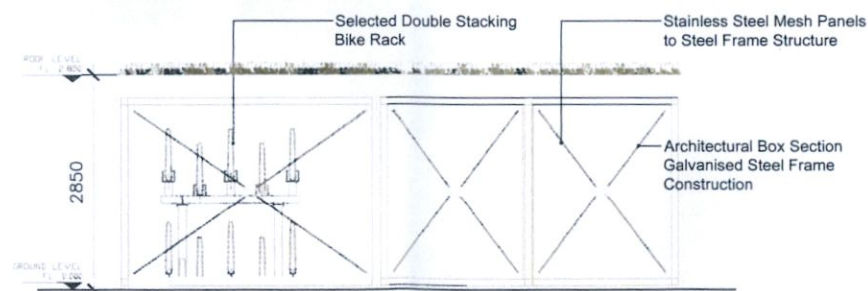 Selected Double Stacking
Bike Rack
Stainless Steel Mesh Panels
to Steel Frame Structure
ROOF LEVEL
2850
Architectural Box Section
Galvanised Steel Frame
Construction
GROUND LEVEL